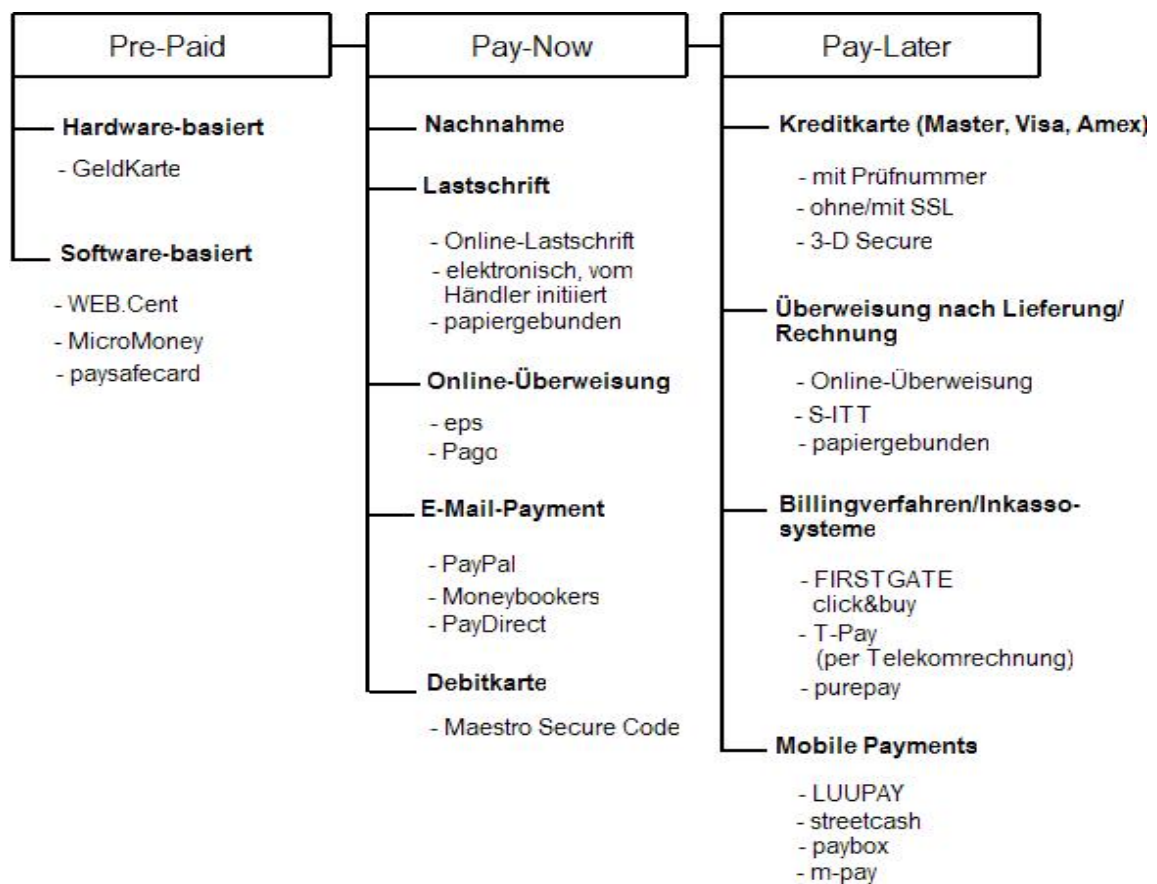 Pre-Paid
Hardware-basiert
- GeldKarte
Software-basiert
- WEB.Cent
- MicroMoney
- paysafecard
Pay-Now
Nachnahme
Lastschrift
- Online-Lastschrift
- elektronisch, vom
Händler initiiert
- papiergebunden
Online-Überweisung
- eps
- Pago
E-Mail-Payment
- PayPal
- Moneybookers
- PayDirect
Debitkarte
- Maestro Secure Code
Pay-Later
Kreditkarte (Master, Visa, Amex)
- mit Prüfnummer
- ohne/mit SSL
- 3-D Secure
Überweisung nach Lieferung/
Rechnung
- Online-Überweisung
- S-ITT
- papiergebunden
Billingverfahren/Inkasso-
systeme
- FIRSTGATE
click&buy
- T-Pay
(per Telekomrechnung)
- purepay
Mobile Payments
- LUUPAY
- streetcash
- paybox
- m-pay